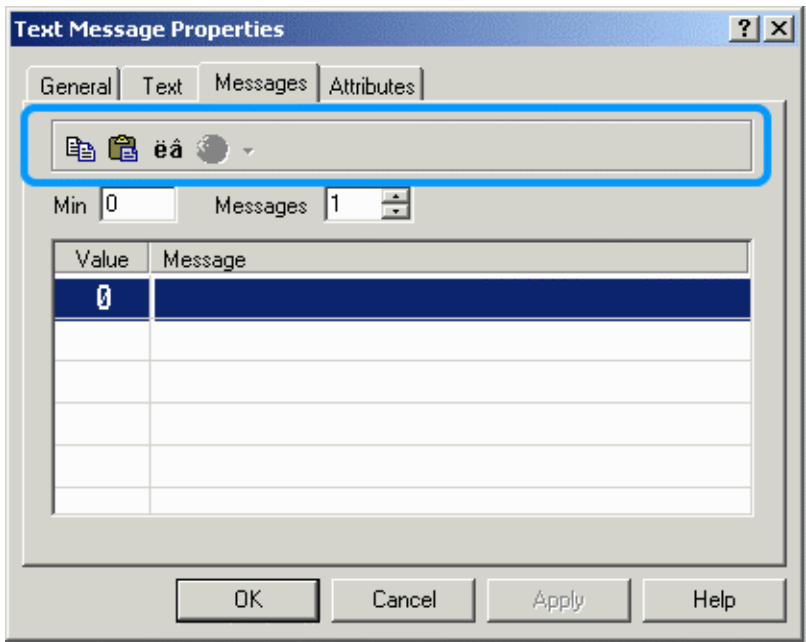 Text Message Properties ? X
General Text Messages Attributes
ëâ
Min 0 Messages 1
Value Message
0
OK Cancel Apply Help